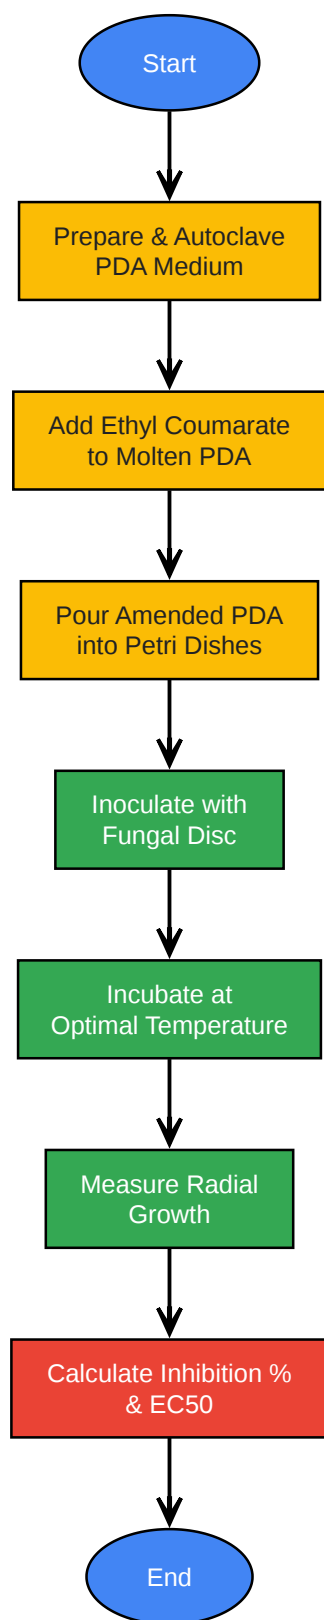 Start
Prepare & Autoclave
PDA Medium
Add Ethyl Coumarate
to Molten PDA
Pour Amended PDA
into Petri Dishes
Inoculate with
Fungal Disc
Incubate at
Optimal Temperature
Measure Radial
Growth
Calculate Inhibition %
& EC50
End